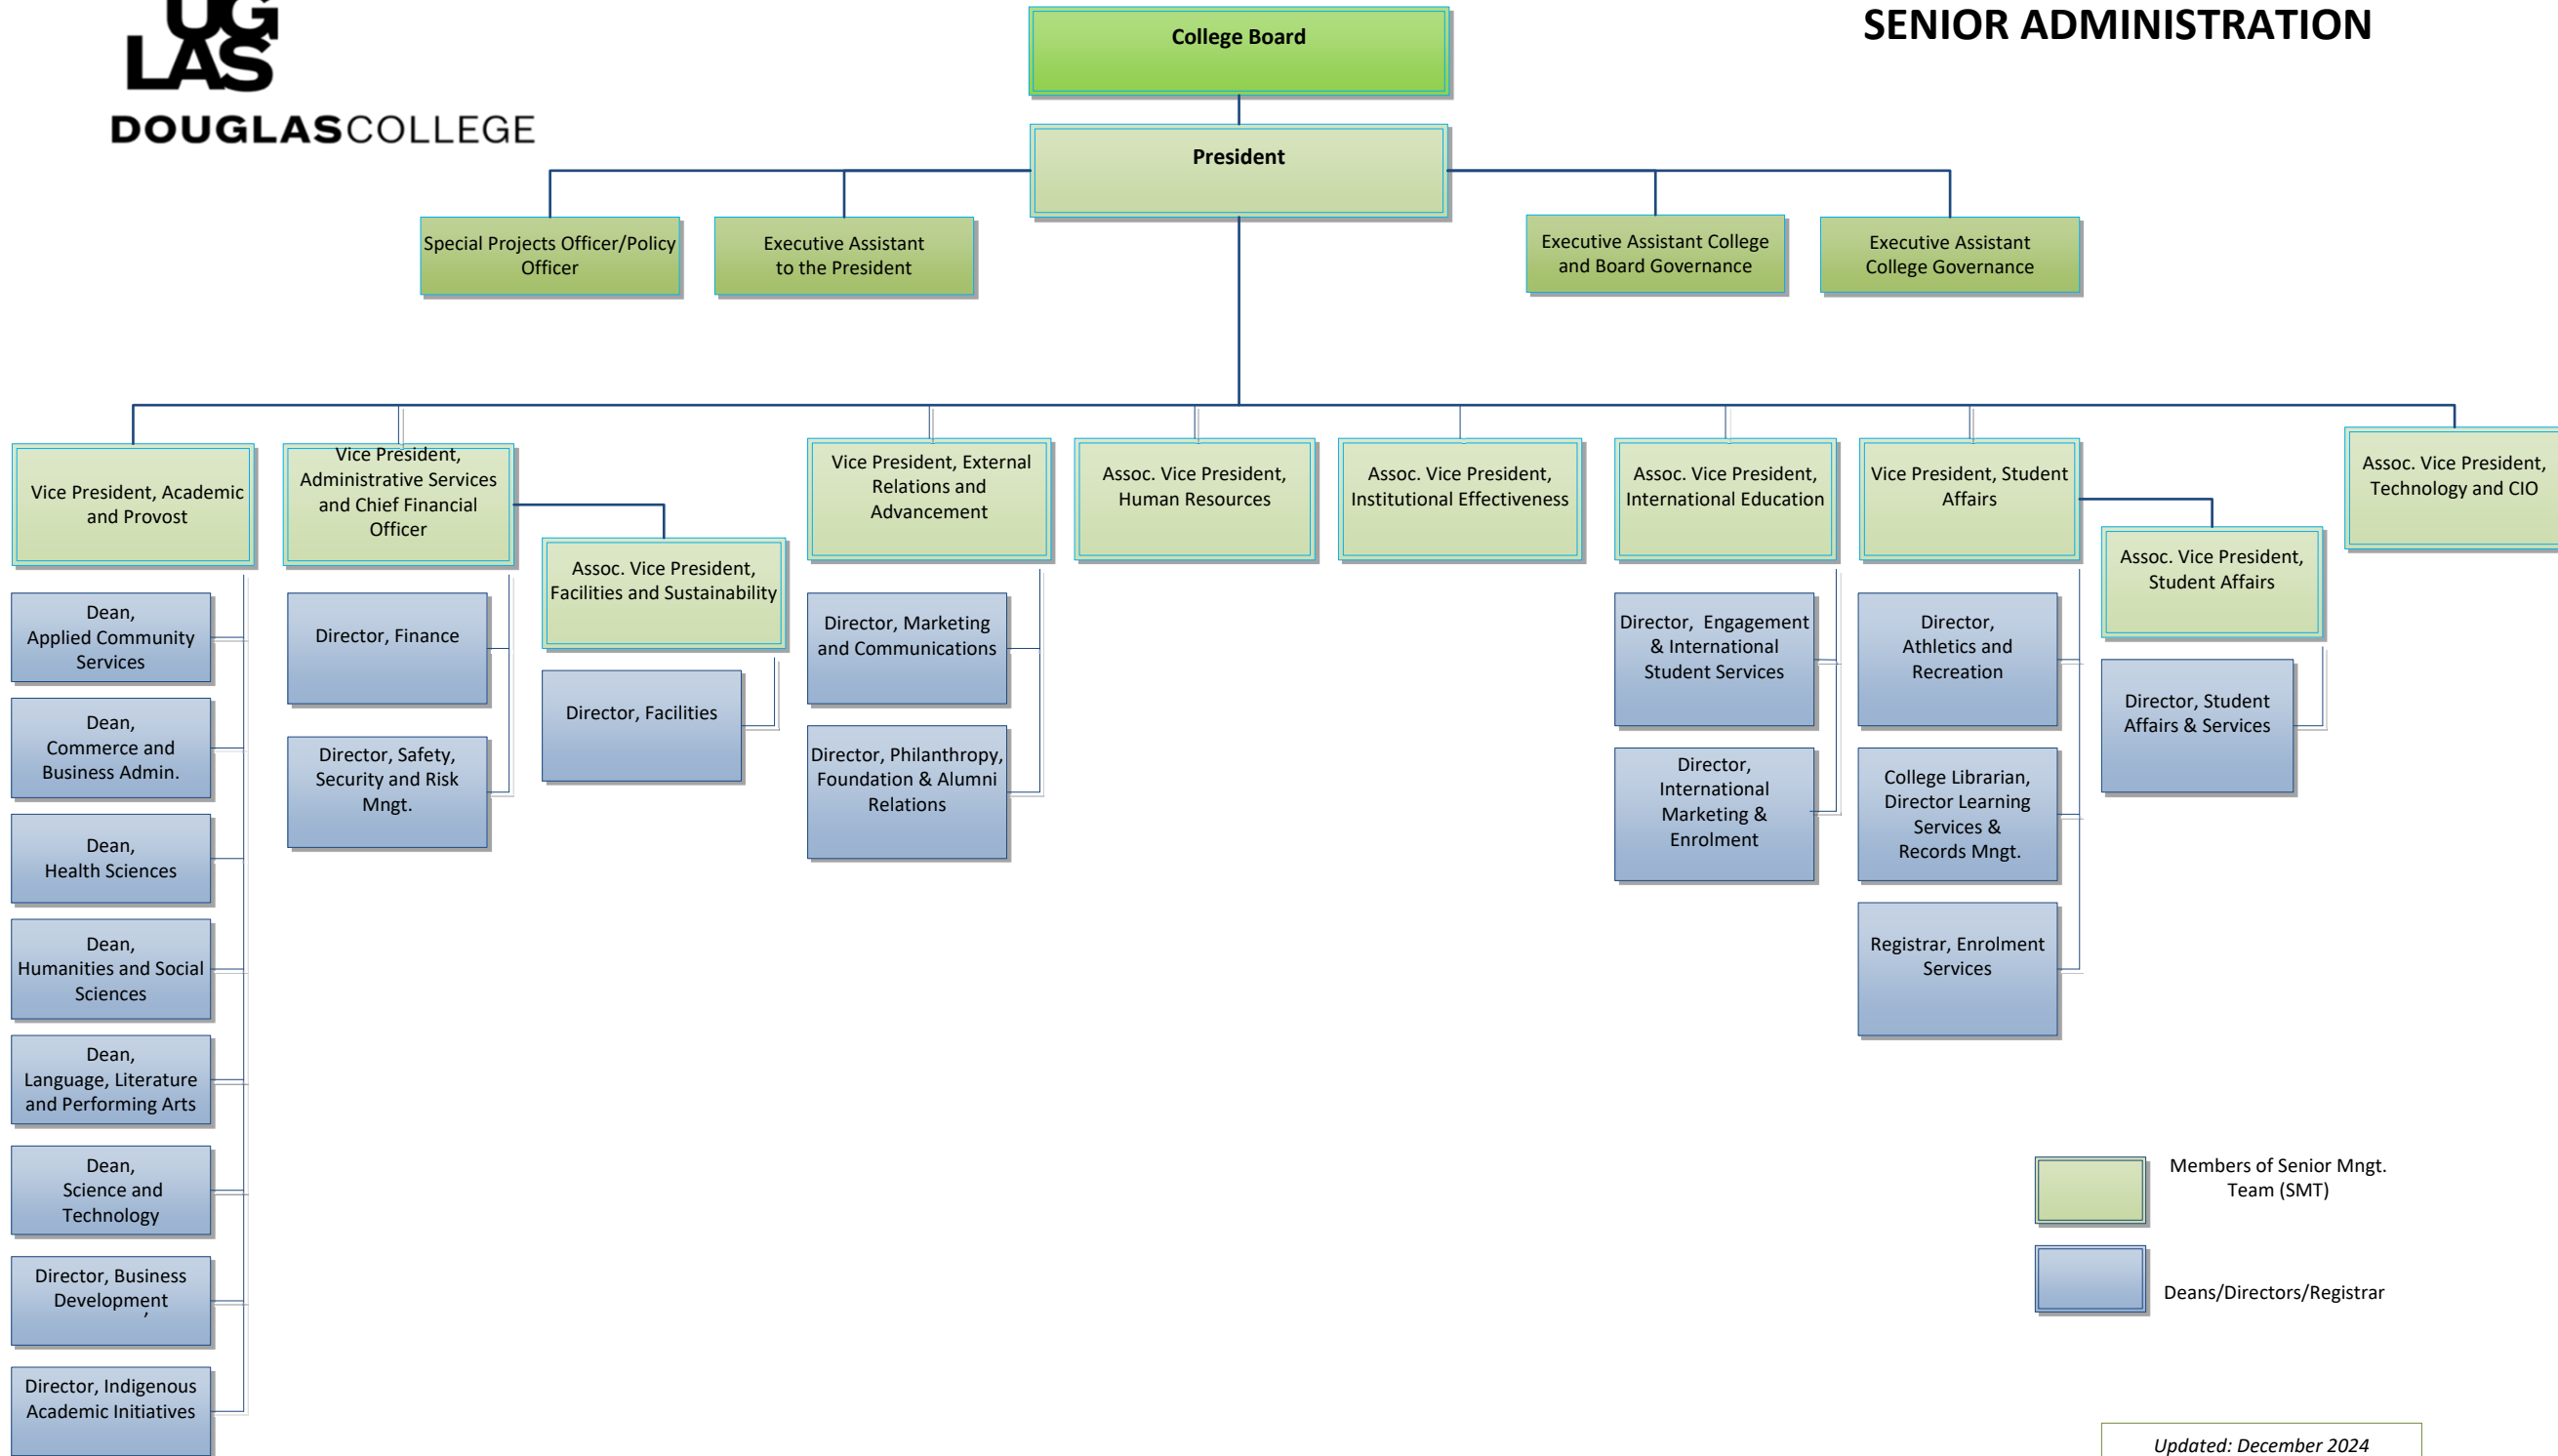 UG
LAS
DOUGLASCOLLEGE
SENIOR ADMINISTRATION
College Board
President
Special Projects Officer/Policy
Officer
Executive Assistant
to the President
Executive Assistant College
and Board Governance
Executive Assistant
College Governance
Vice President, Academic
and Provost
Vice President,
Administrative Services
and Chief Financial
Officer
Assoc. Vice President,
Facilities and Sustainability
Vice President, External
Relations and
Advancement
Assoc. Vice President,
Human Resources
Assoc. Vice President,
Institutional Effectiveness
Assoc. Vice President,
International Education
Vice President, Student
Affairs
Assoc. Vice President,
Student Affairs
Assoc. Vice President,
Technology and CIO
Dean,
Applied Community
Services
Dean,
Commerce and
Business Admin.
Dean,
Health Sciences
Dean,
Humanities and Social
Sciences
Dean,
Language, Literature
and Performing Arts
Dean,
Science and
Technology
Director, Business
Development
,
Director, Indigenous
Academic Initiatives
Director, Finance
Director, Safety,
Security and Risk
Mngt.
Director, Facilities
Director, Marketing
and Communications
Director, Philanthropy,
Foundation & Alumni
Relations
Director, Engagement
& International
Student Services
Director,
International
Marketing &
Enrolment
Director,
Athletics and
Recreation
College Librarian,
Director Learning
Services &
Records Mngt.
Registrar, Enrolment
Services
Director, Student
Affairs & Services
Members of Senior Mngt.
Team (SMT)
Deans/Directors/Registrar
Updated: December 2024